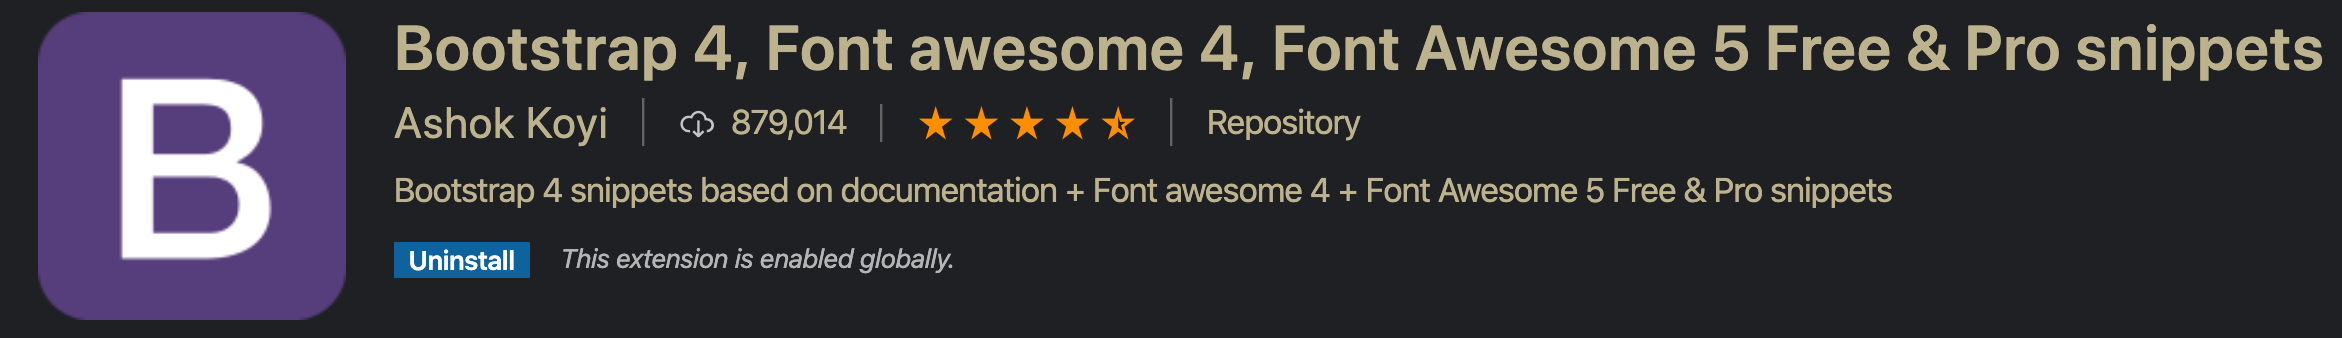 B
Bootstrap 4, Font awesome 4, Font Awesome 5 Free & Pro snippets
Ashok Koyi 879,014 Repository
Bootstrap 4 snippets based on documentation + Font awesome 4 + Font Awesome 5 Free & Pro snippets
Uninstall This extension is enabled globally.